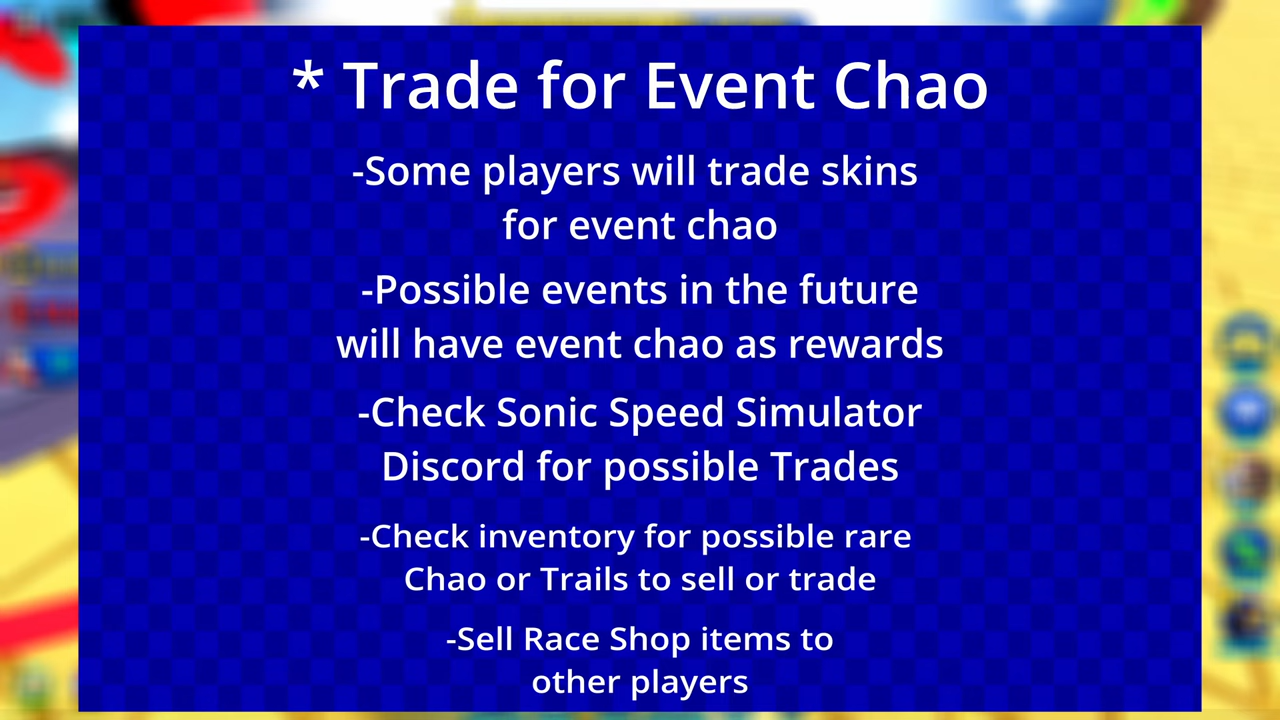 * Trade for Event Chao
-Some players will trade skins
for event chao
-Possible events in the future
will have event chao as rewards
-Check Sonic Speed Simulator
Discord for possible Trades
-Check inventory for possible rare
Chao or Trails to sell or trade
-Sell Race Shop items to
other players